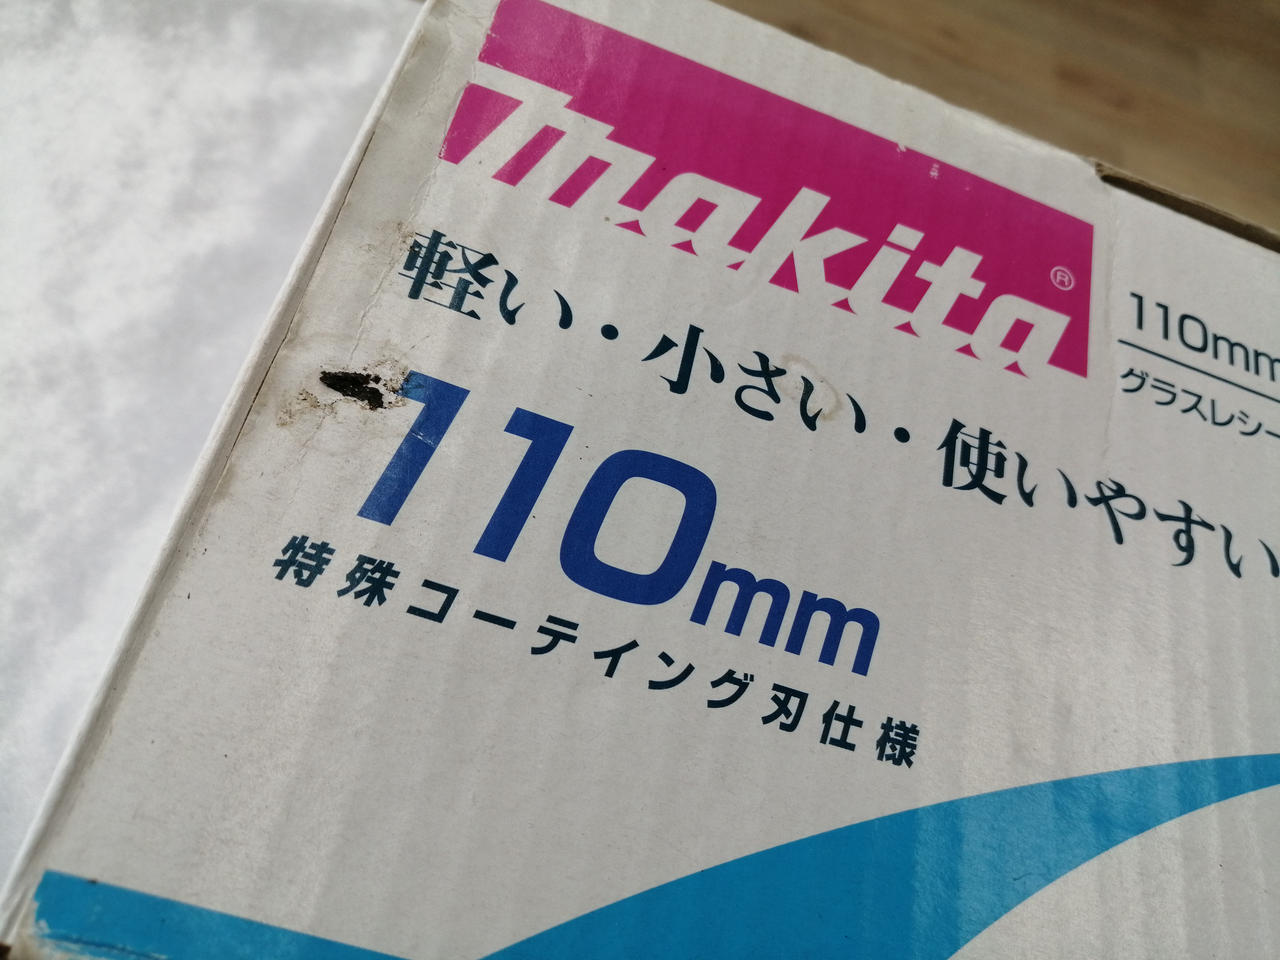 makita®
110mm
グラスレシー
軽い・小さい・使いやすい
110mm
特殊コーティング刃仕様